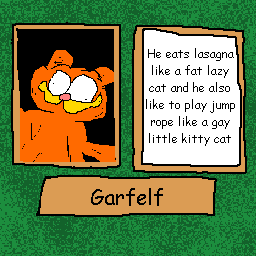 He eats lasagna
like a fat lazy
cat and he also
like to play jump
rope like a gay
little kitty cat
Garfelf